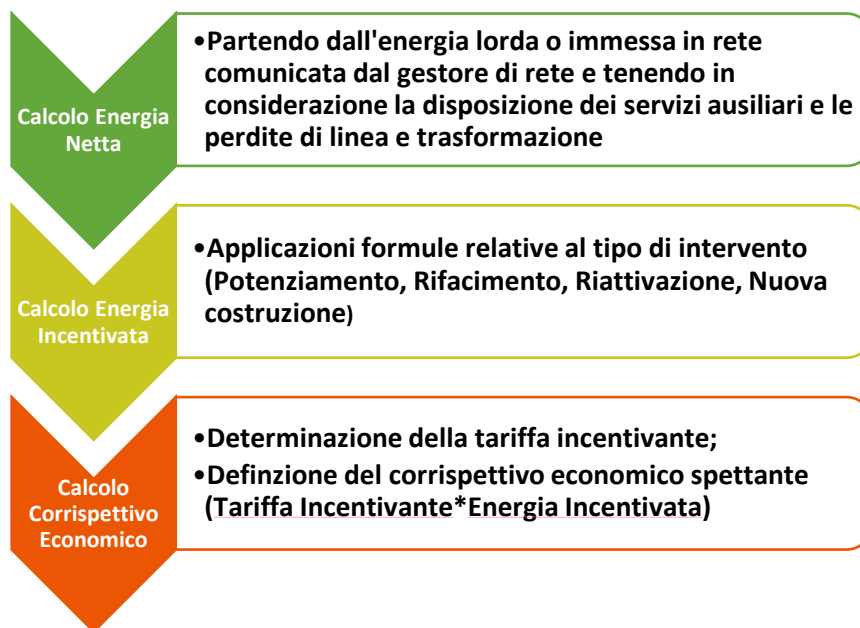 Calcolo Energia
Netta
•Partendo dall'energia lorda o immessa in rete
comunicata dal gestore di rete e tenendo in
considerazione la disposizione dei servizi ausiliari e le
perdite di linea e trasformazione
Calcolo Energia
Incentivata
•Applicazioni formule relative al tipo di intervento
(Potenziamento, Rifacimento, Riattivazione, Nuova
costruzione)
Calcolo
Corrispettivo
Economico
•Determinazione della tariffa incentivante;
•Definzione del corrispettivo economico spettante
(Tariffa Incentivante*Energia Incentivata)